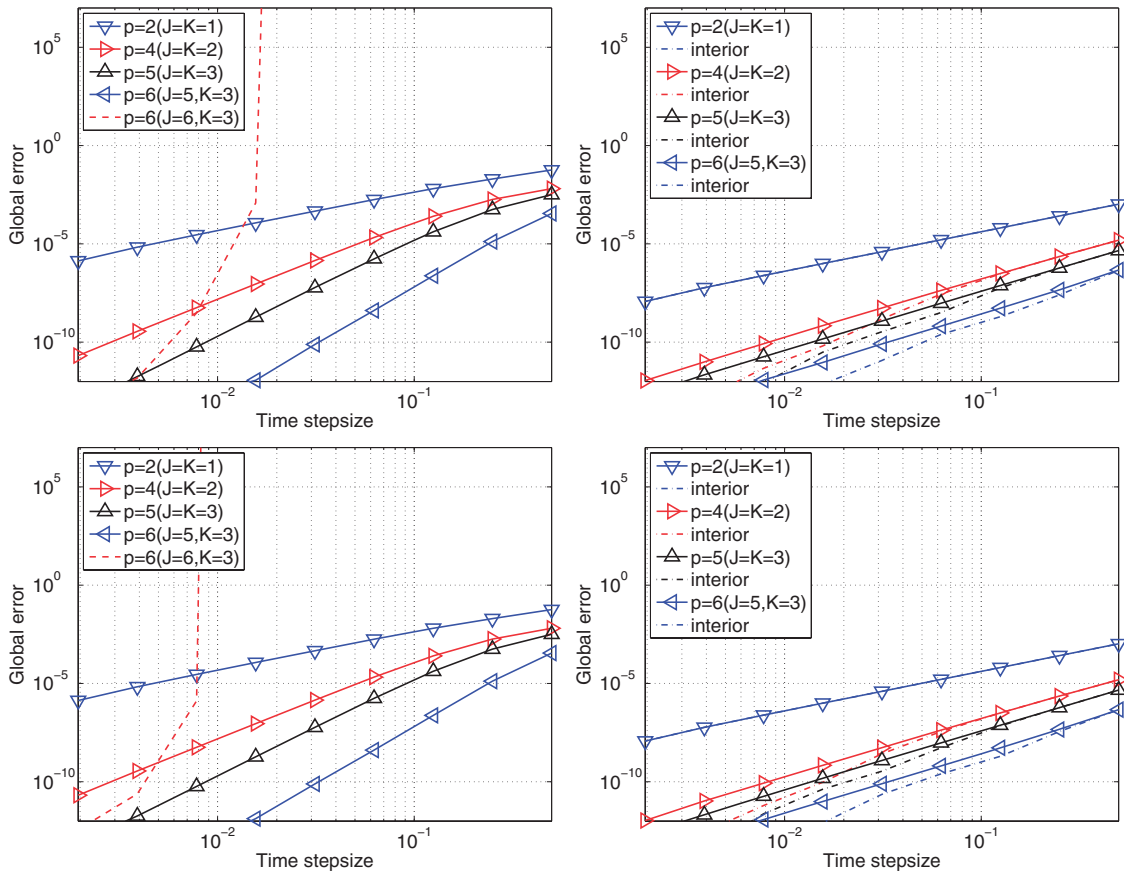 p=2(J=K=1)
p=4(J=K=2)
p=5(J=K=3)
p=6(J=5,K=3)
p=6(J=6,K=3)
10^5
10^0
10^-5
10^-10
Global error
10^-2
10^-1
Time stepsize
p=2(J=K=1)
interior
p=4(J=K=2)
interior
p=5(J=K=3)
interior
p=6(J=5,K=3)
interior
10^5
10^0
10^-5
10^-10
Global error
10^-2
10^-1
Time stepsize
p=2(J=K=1)
p=4(J=K=2)
p=5(J=K=3)
p=6(J=5,K=3)
p=6(J=6,K=3)
10^5
10^0
10^-5
10^-10
Global error
10^-2
10^-1
Time stepsize
p=2(J=K=1)
interior
p=4(J=K=2)
interior
p=5(J=K=3)
interior
p=6(J=5,K=3)
interior
10^5
10^0
10^-5
10^-10
Global error
10^-2
10^-1
Time stepsize